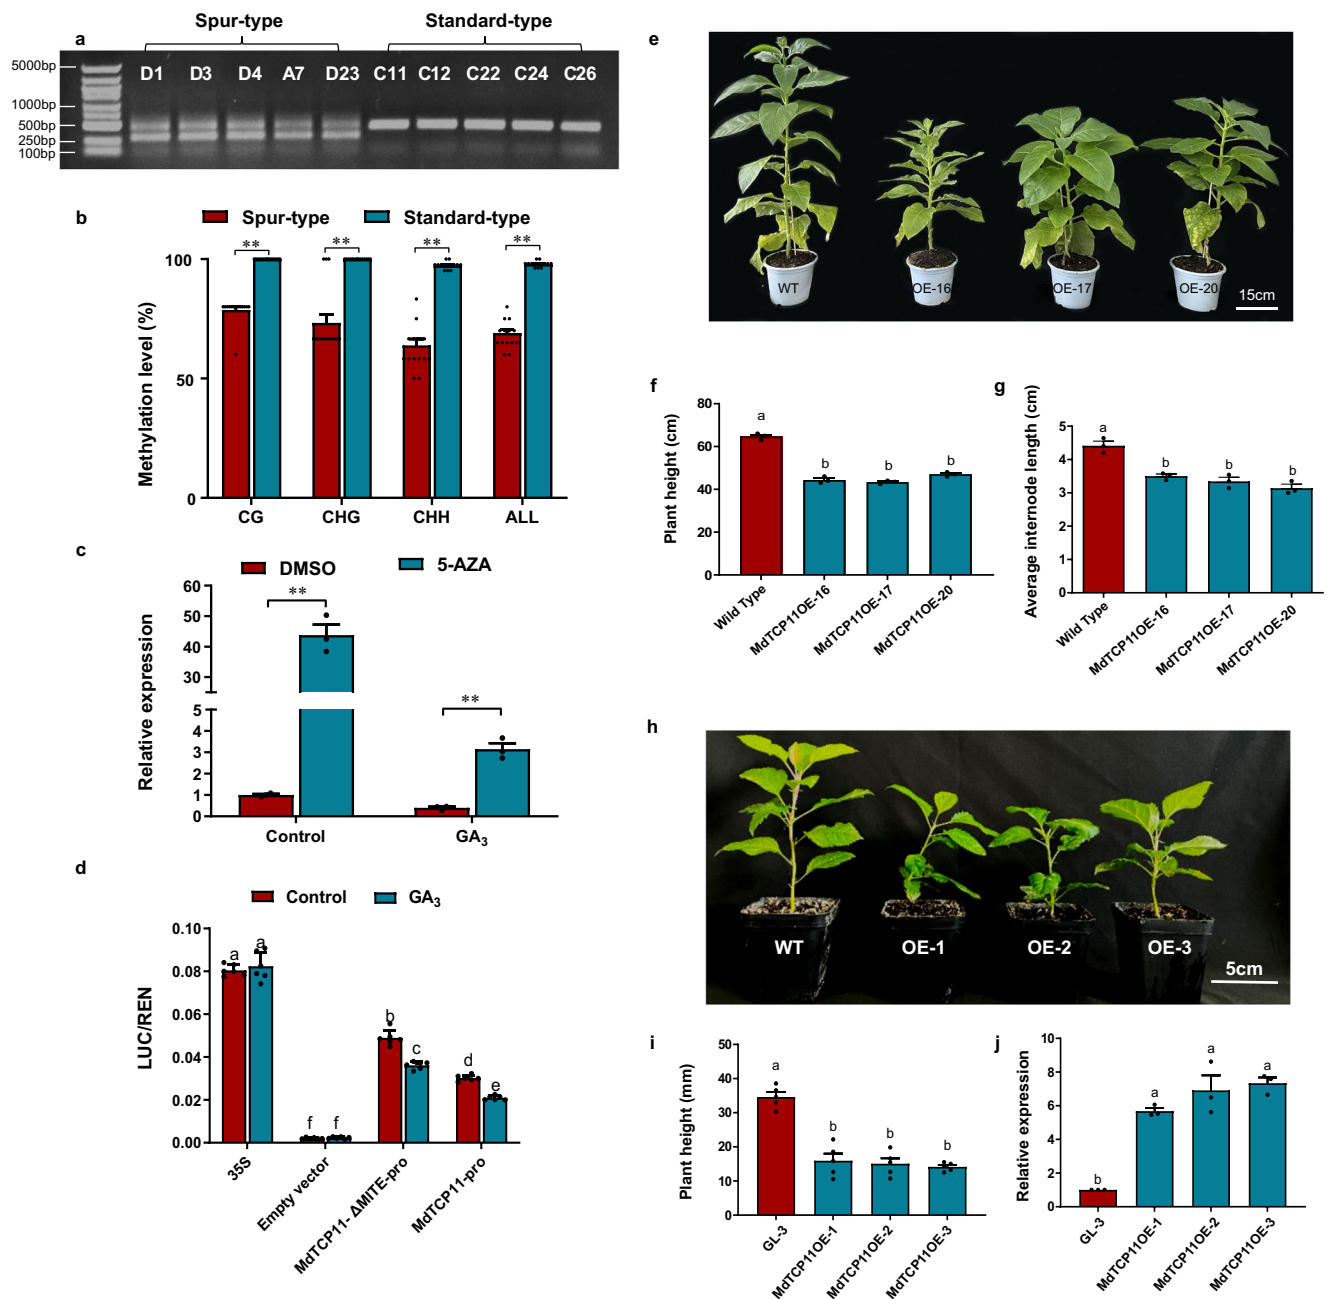 a
Spur-type
Standard-type
D1 D3 D4 A7 D23 C11 C12 C22 C24 C26
5000bp
1000bp
500bp
250bp
100bp
b
Spur-type
Standard-type
Methylation level (%)
100
50
0
** ** ** **
CG CHG CHH ALL
c
DMSO
5-AZA
Relative expression
60
50
40
30
5
4
3
2
1
0
**
**
Control
GA3
d
Control
GA3
LUC/REN
0.10
0.08
0.06
0.04
0.02
0.00
a a
f f
b c
d e
35S
Empty vector
MdTCP11- ΔMITE-pro
MdTCP11-pro
e
WT
OE-16
OE-17
OE-20
15cm
f
Plant height (cm)
80
60
40
20
0
a b b b
Wild Type
MdTCP11OE-16
MdTCP11OE-17
MdTCP11OE-20
g
Average internode length (cm)
5
4
3
2
1
0
a b b b
Wild Type
MdTCP11OE-16
MdTCP11OE-17
MdTCP11OE-20
h
WT
OE-1
OE-2
OE-3
5cm
i
Plant height (mm)
50
40
30
20
10
0
a b b b
GL-3
MdTCP11OE-1
MdTCP11OE-2
MdTCP11OE-3
j
Relative expression
10
8
6
4
2
0
b a a a
GL-3
MdTCP11OE-1
MdTCP11OE-2
MdTCP11OE-3